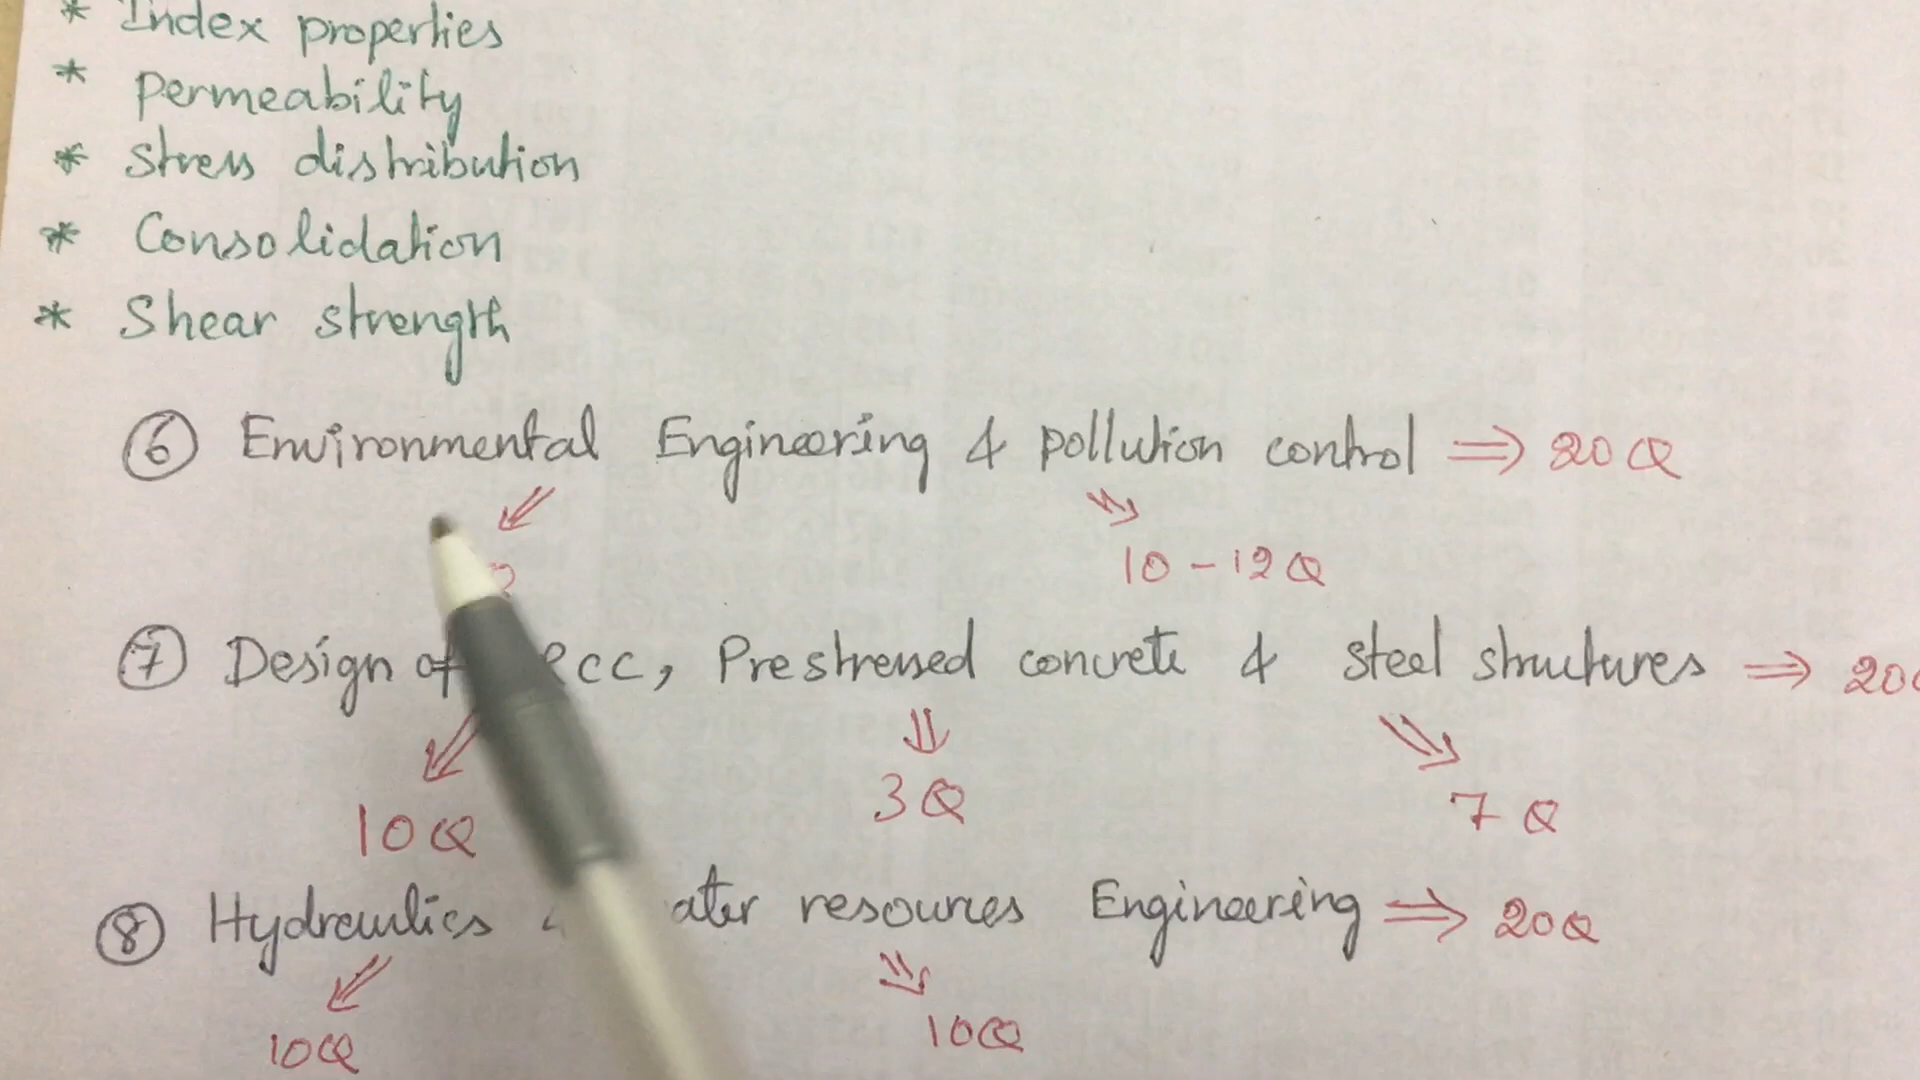 * Index properties
* permeability
* Stress distribution
* Consolidation
* Shear strength
⑥ Environmental Engineering & pollution control ⇒ 20Q
10-12Q
⑦ Design of RCC, Prestressed concrete & steel structures ⇒ 20
10Q 3Q 7Q
⑧ Hydraulics resources Engineering ⇒ 20Q
10Q 10Q